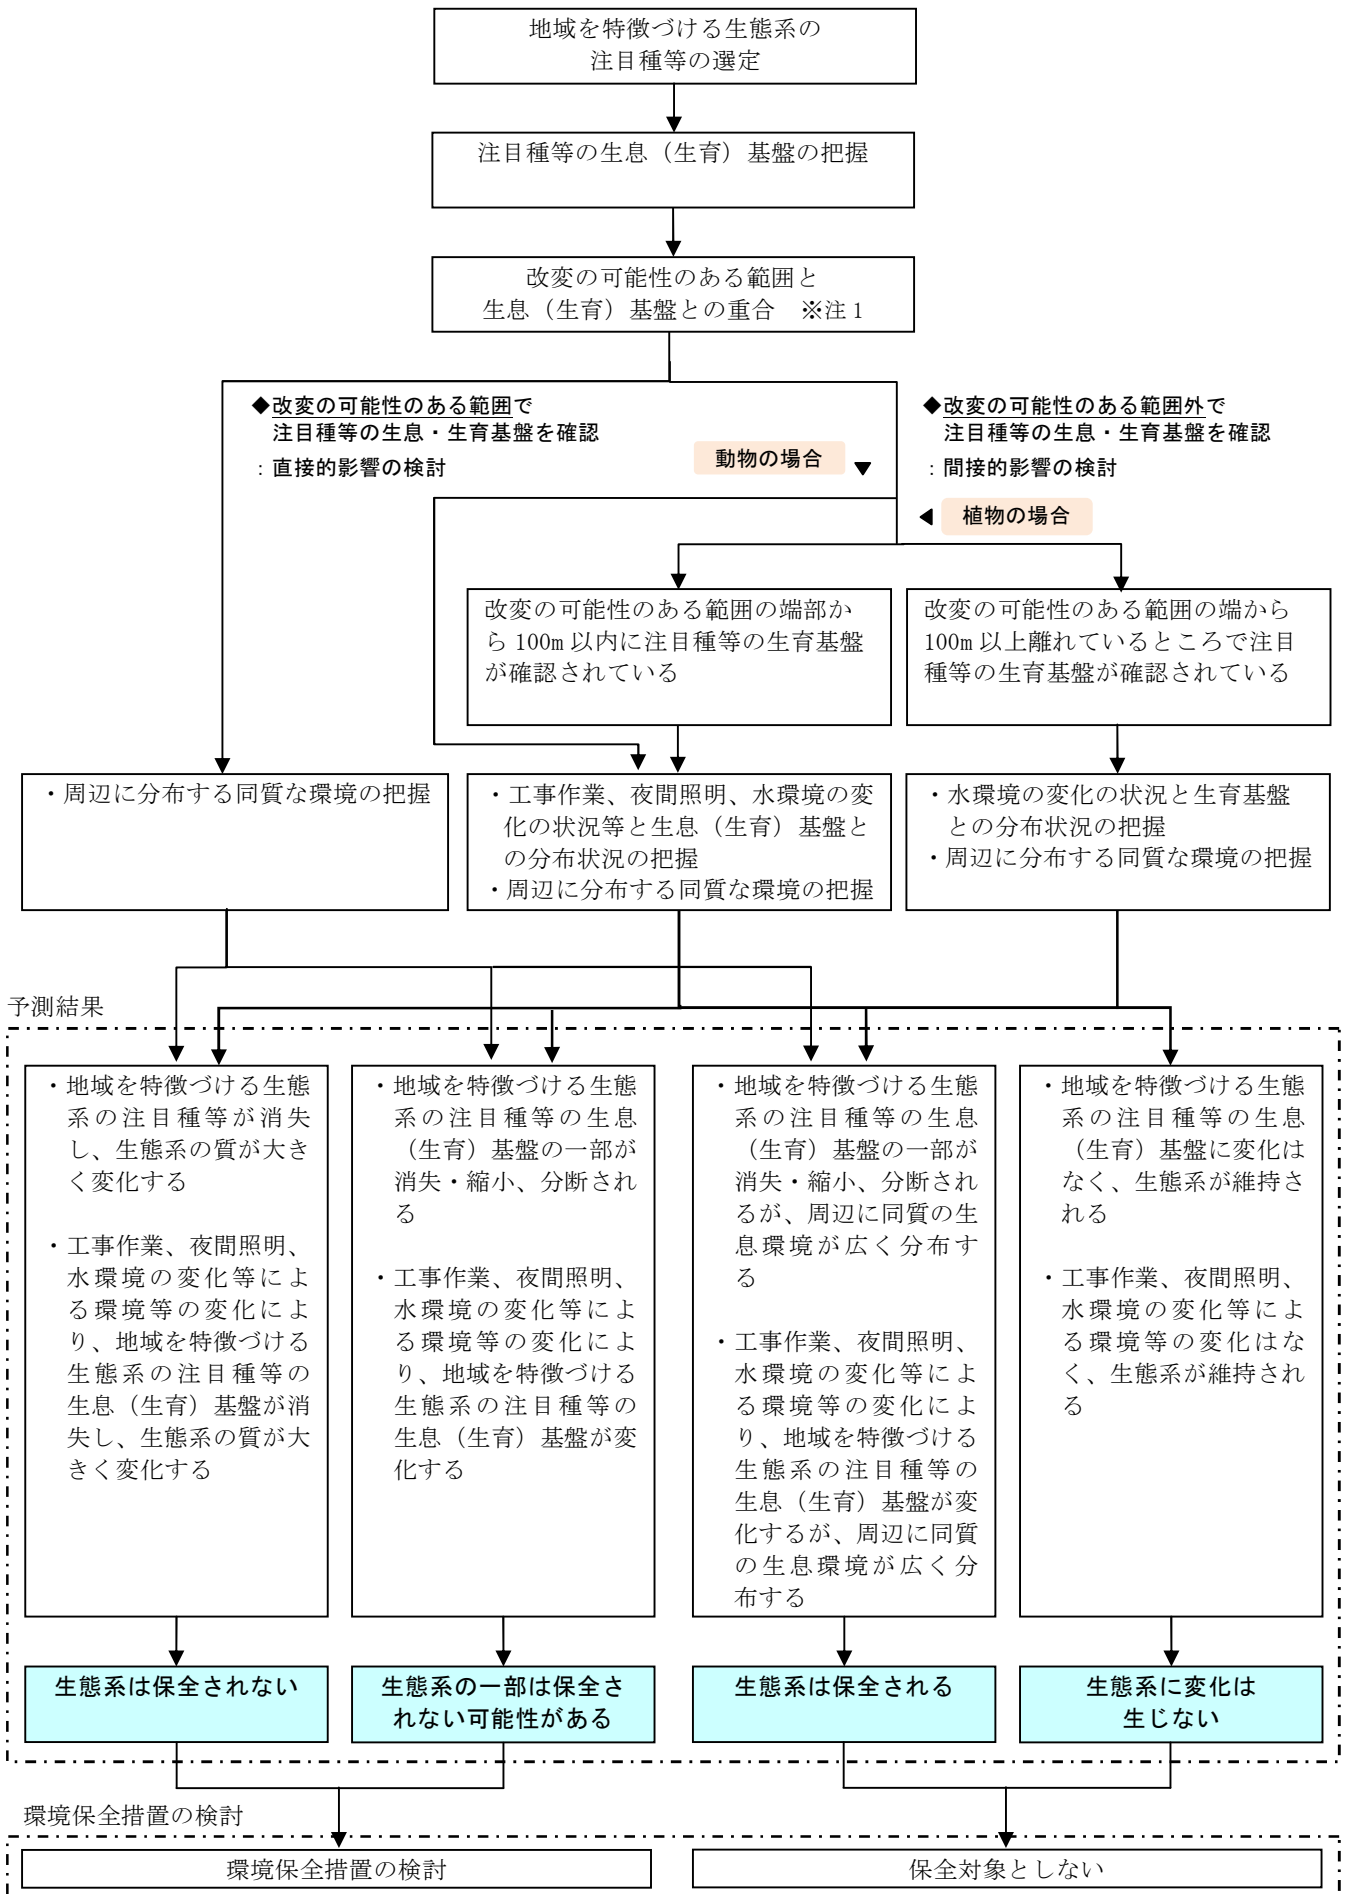 地域を特徴づける生態系の
注目種等の選定
注目種等の生息（生育）基盤の把握
改変の可能性のある範囲と
生息（生育）基盤との重合　※注1
◆改変の可能性のある範囲で
注目種等の生息・生育基盤を確認
：直接的影響の検討
動物の場合 ▼
◆改変の可能性のある範囲外で
注目種等の生息・生育基盤を確認
：間接的影響の検討
◀ 植物の場合
改変の可能性のある範囲の端部か
ら100m以内に注目種等の生育基盤
が確認されている
改変の可能性のある範囲の端から
100m以上離れているところで注目
種等の生育基盤が確認されている
・周辺に分布する同質な環境の把握
・工事作業、夜間照明、水環境の変
化の状況等と生息（生育）基盤と
の分布状況の把握
・周辺に分布する同質な環境の把握
・水環境の変化の状況と生育基盤
との分布状況の把握
・周辺に分布する同質な環境の把握
予測結果
・地域を特徴づける生態
系の注目種等が消失
し、生態系の質が大き
く変化する
・工事作業、夜間照明、
水環境の変化等によ
る環境等の変化によ
り、地域を特徴づける
生態系の注目種等の
生息（生育）基盤が消
失し、生態系の質が大
きく変化する
・地域を特徴づける生態
系の注目種等の生息
（生育）基盤の一部が
消失・縮小、分断され
る
・工事作業、夜間照明、
水環境の変化等によ
る環境等の変化によ
り、地域を特徴づける
生態系の注目種等の
生息（生育）基盤が変
化する
・地域を特徴づける生態
系の注目種等の生息
（生育）基盤の一部が
消失・縮小、分断され
るが、周辺に同質の生
息環境が広く分布す
る
・工事作業、夜間照明、
水環境の変化等によ
る環境等の変化によ
り、地域を特徴づける
生態系の注目種等の
生息（生育）基盤が変
化するが、周辺に同質
の生息環境が広く分
布する
・地域を特徴づける生態
系の注目種等の生息
（生育）基盤に変化は
なく、生態系が維持さ
れる
・工事作業、夜間照明、
水環境の変化等によ
る環境等の変化はな
く、生態系が維持され
る
生態系は保全されない
生態系の一部は保全さ
れない可能性がある
生態系は保全される
生態系に変化は
生じない
環境保全措置の検討
環境保全措置の検討
保全対象としない